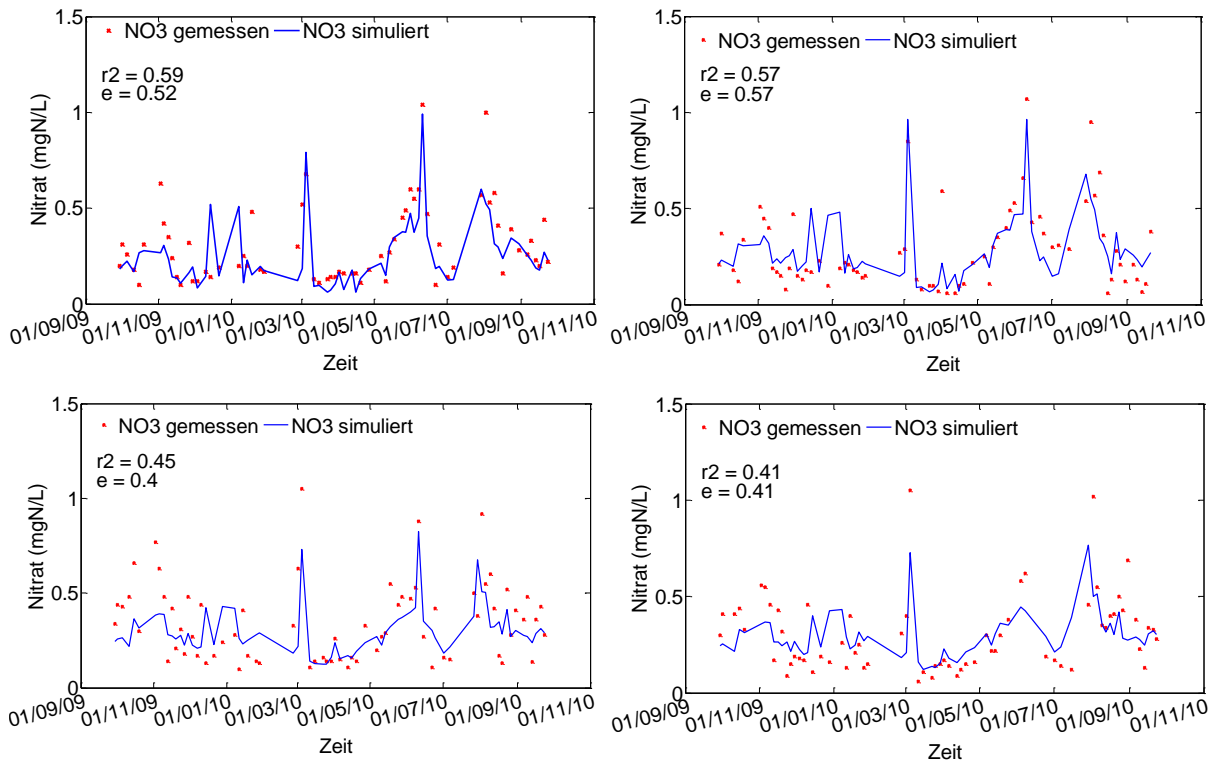 1.5
NO3 gemessen NO3 simuliert
r2 = 0.59
e = 0.52
1
0.5
0
Nitrat (mgN/L)
01/09/09 01/11/09 01/01/10 01/03/10 01/05/10 01/07/10 01/09/10 01/11/10
Zeit
1.5
NO3 gemessen NO3 simuliert
r2 = 0.57
e = 0.57
1
0.5
0
Nitrat (mgN/L)
01/09/09 01/11/09 01/01/10 01/03/10 01/05/10 01/07/10 01/09/10 01/11/10
Zeit
1.5
NO3 gemessen NO3 simuliert
r2 = 0.45
e = 0.4
1
0.5
0
Nitrat (mgN/L)
01/09/09 01/11/09 01/01/10 01/03/10 01/05/10 01/07/10 01/09/10 01/11/10
Zeit
1.5
NO3 gemessen NO3 simuliert
r2 = 0.41
e = 0.41
1
0.5
0
Nitrat (mgN/L)
01/09/09 01/11/09 01/01/10 01/03/10 01/05/10 01/07/10 01/09/10 01/11/10
Zeit